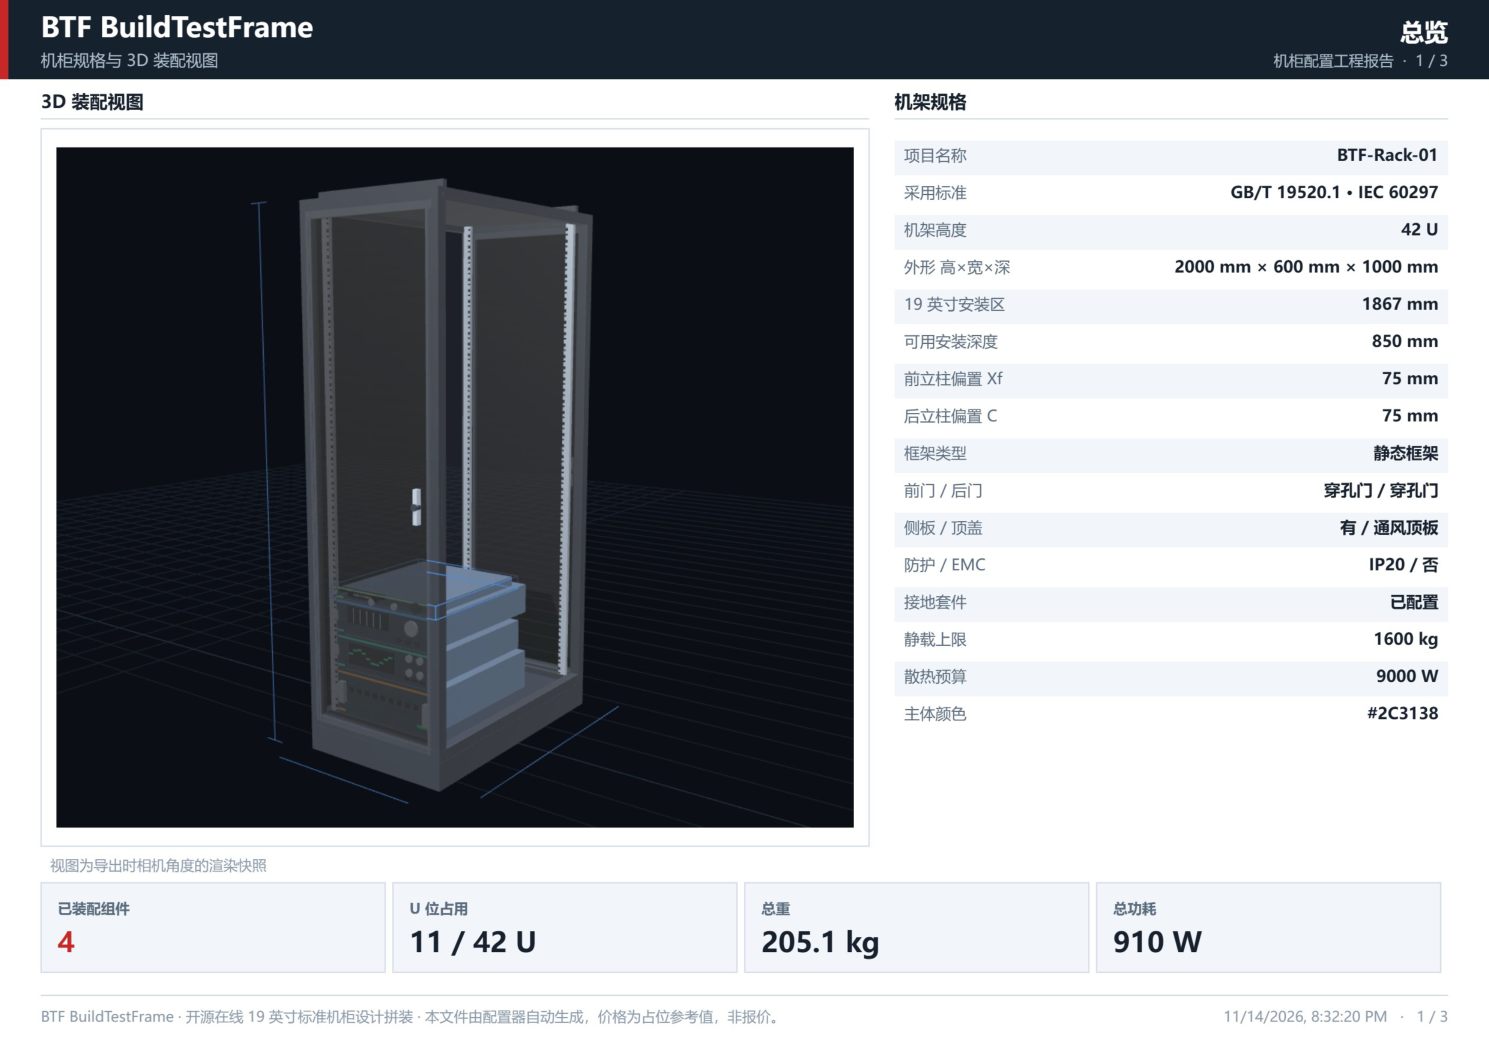 BTF BuildTestFrame
机柜规格与 3D 装配视图
总览
机柜配置工程报告 · 1 / 3
3D 装配视图
视图为导出时相机角度的渲染快照
机架规格
项目名称 BTF-Rack-01
采用标准 GB/T 19520.1 • IEC 60297
机架高度 42 U
外形 高×宽×深 2000 mm × 600 mm × 1000 mm
19 英寸安装区 1867 mm
可用安装深度 850 mm
前立柱偏置 Xf 75 mm
后立柱偏置 C 75 mm
框架类型 静态框架
前门 / 后门 穿孔门 / 穿孔门
侧板 / 顶盖 有 / 通风顶板
防护 / EMC IP20 / 否
接地套件 已配置
静载上限 1600 kg
散热预算 9000 W
主体颜色 #2C3138
已装配组件
4
U 位占用
11 / 42 U
总重
205.1 kg
总功耗
910 W
BTF BuildTestFrame · 开源在线 19 英寸标准机柜设计拼装 · 本文件由配置器自动生成，价格为占位参考值，非报价。
11/14/2026, 8:32:20 PM · 1 / 3